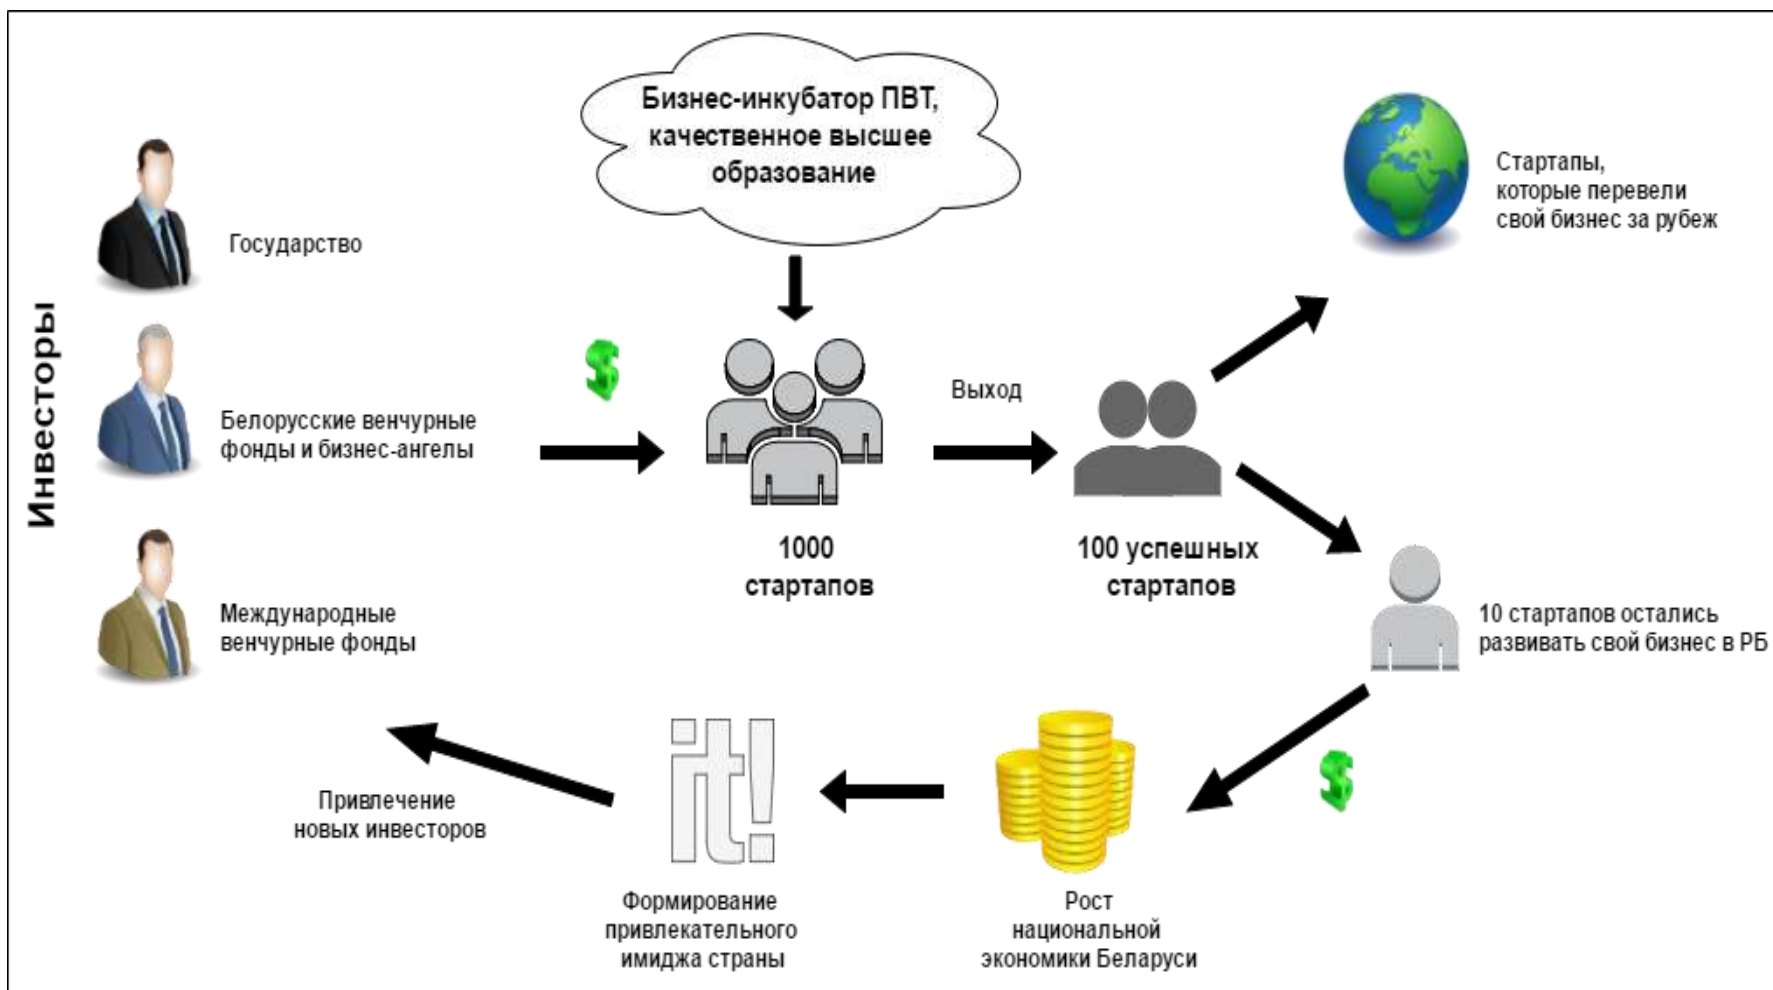 Инвесторы
Государство
Белорусские венчурные
фонды и бизнес-ангелы
Международные
венчурные фонды
Бизнес-инкубатор ПВТ,
качественное высшее
образование
$
1000
стартапов
Выход
100 успешных
стартапов
Стартапы,
которые перевели
свой бизнес за рубеж
10 стартапов остались
развивать свой бизнес в РБ
$
Рост
национальной
экономики Беларуси
it!
Формирование
привлекательного
имиджа страны
Привлечение
новых инвесторов